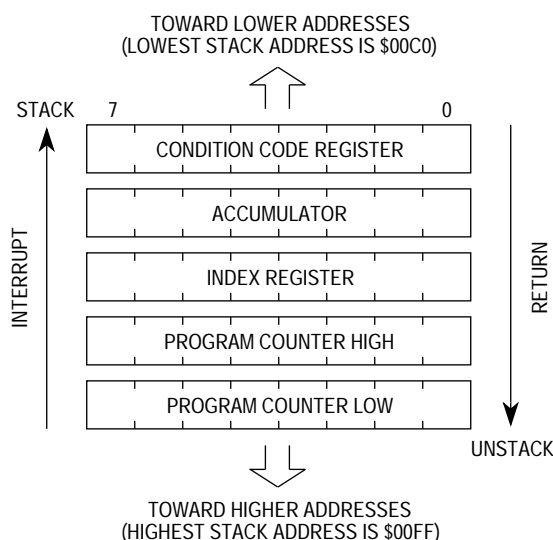 TOWARD LOWER ADDRESSES
(LOWEST STACK ADDRESS IS $00C0)
STACK
7 0
CONDITION CODE REGISTER
ACCUMULATOR
INDEX REGISTER
PROGRAM COUNTER HIGH
PROGRAM COUNTER LOW
INTERRUPT
RETURN
UNSTACK
TOWARD HIGHER ADDRESSES
(HIGHEST STACK ADDRESS IS $00FF)